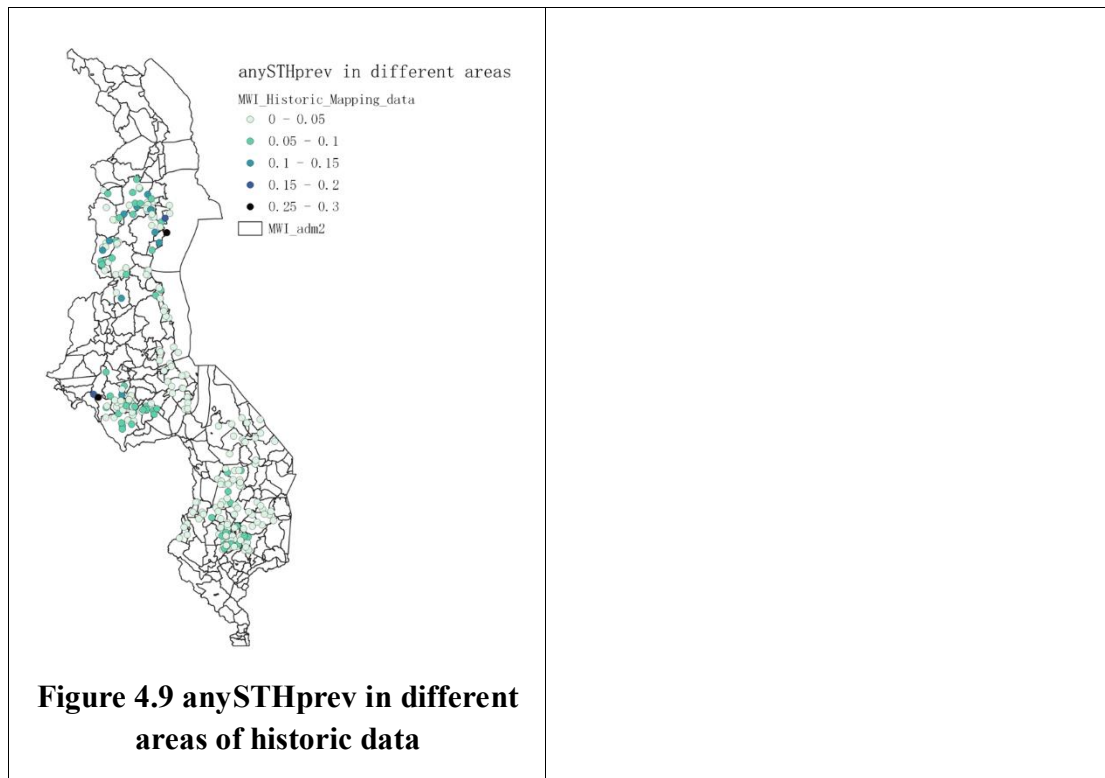 anySTHprev in different areas
MWI_Historic_Mapping_data
0 - 0.05
0.05 - 0.1
0.1 - 0.15
0.15 - 0.2
0.25 - 0.3
MWI_adm2
Figure 4.9 anySTHprev in different
areas of historic data